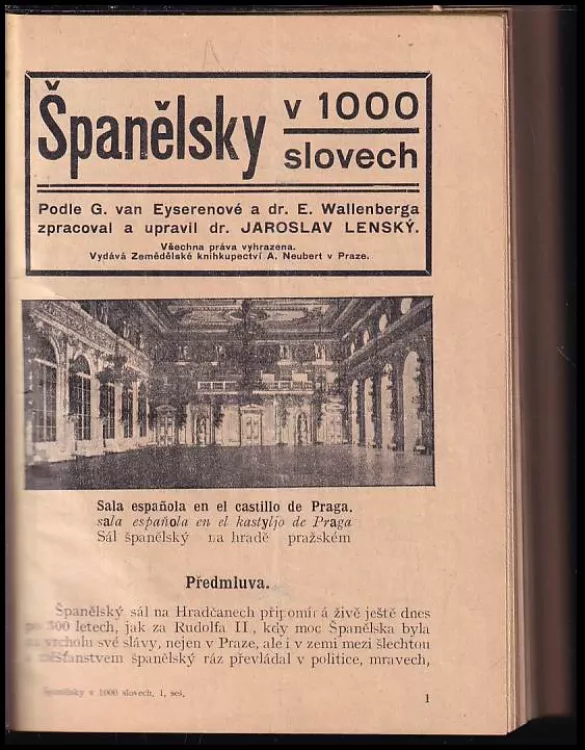 Španělsky
v 1000
slovech
Podle G. van Eyserenové a dr. E. Wallenberga
zpracoval a upravil dr. JAROSLAV LENSKÝ.
Všechna práva vyhrazena.
Vydává Zemědělské knihkupectví A. Neubert v Praze.
Sala española en el castillo de Praga.
sala española en el kastyljo de Praga
Sál španělský na hradě pražském
Předmluva.
Španělský sál na Hradčanech připomíná živě ještě dnes
po 300 letech, jak za Rudolfa II., kdy moc Španělska byla
na vrcholu své slávy, nejen v Praze, ale i v zemi mezi šlechtou
a měšťanstvem španělský ráz převládal v politice, mravech,
Španělsky v 1000 slovech, 1, seš,
1